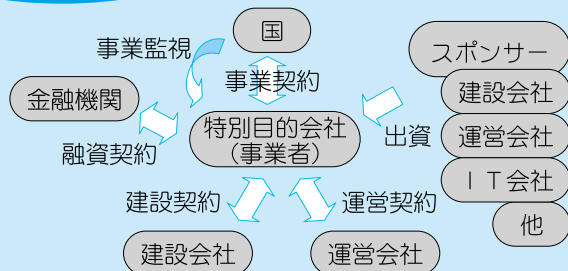 国
事業監視
スポンサー
事業契約
金融機関
建設会社
特別目的会社
（事業者）
出資
運営会社
融資契約
ＩＴ会社
建設契約
運営契約
他
建設会社
運営会社